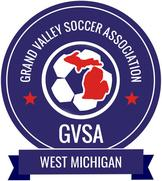 GRAND VALLEY SOCCER ASSOCIATION
GVSA
WEST MICHIGAN